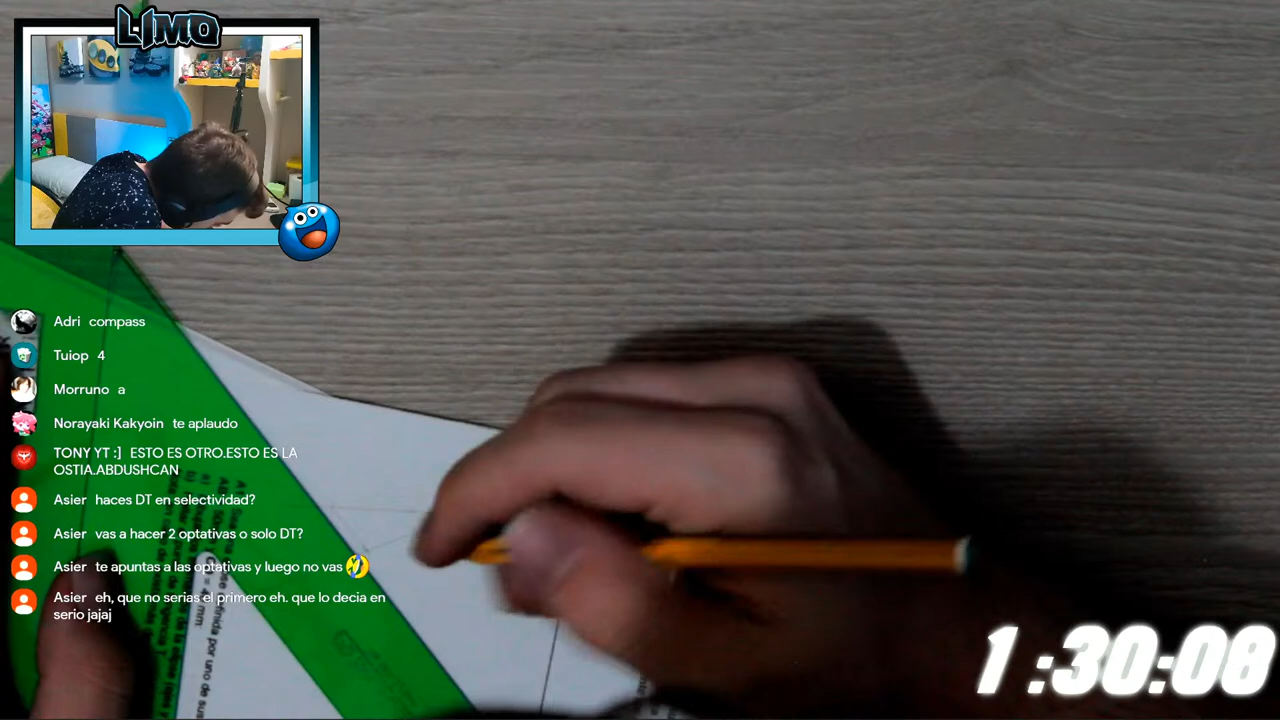 LIMO
Adri compass
Tuiop 4
Morruno a
Norayaki Kakyoin te aplaudo
TONY YT :] ESTO ES OTRO.ESTO ES LA
OSTIA.ABDUSHCAN
Asier haces DT en selectividad?
Asier vas a hacer 2 optativas o solo DT?
Asier te apuntas a las optativas y luego no vas 🤣
Asier eh, que no serias el primero eh. que lo decia en
serio jajaj
1:30:08